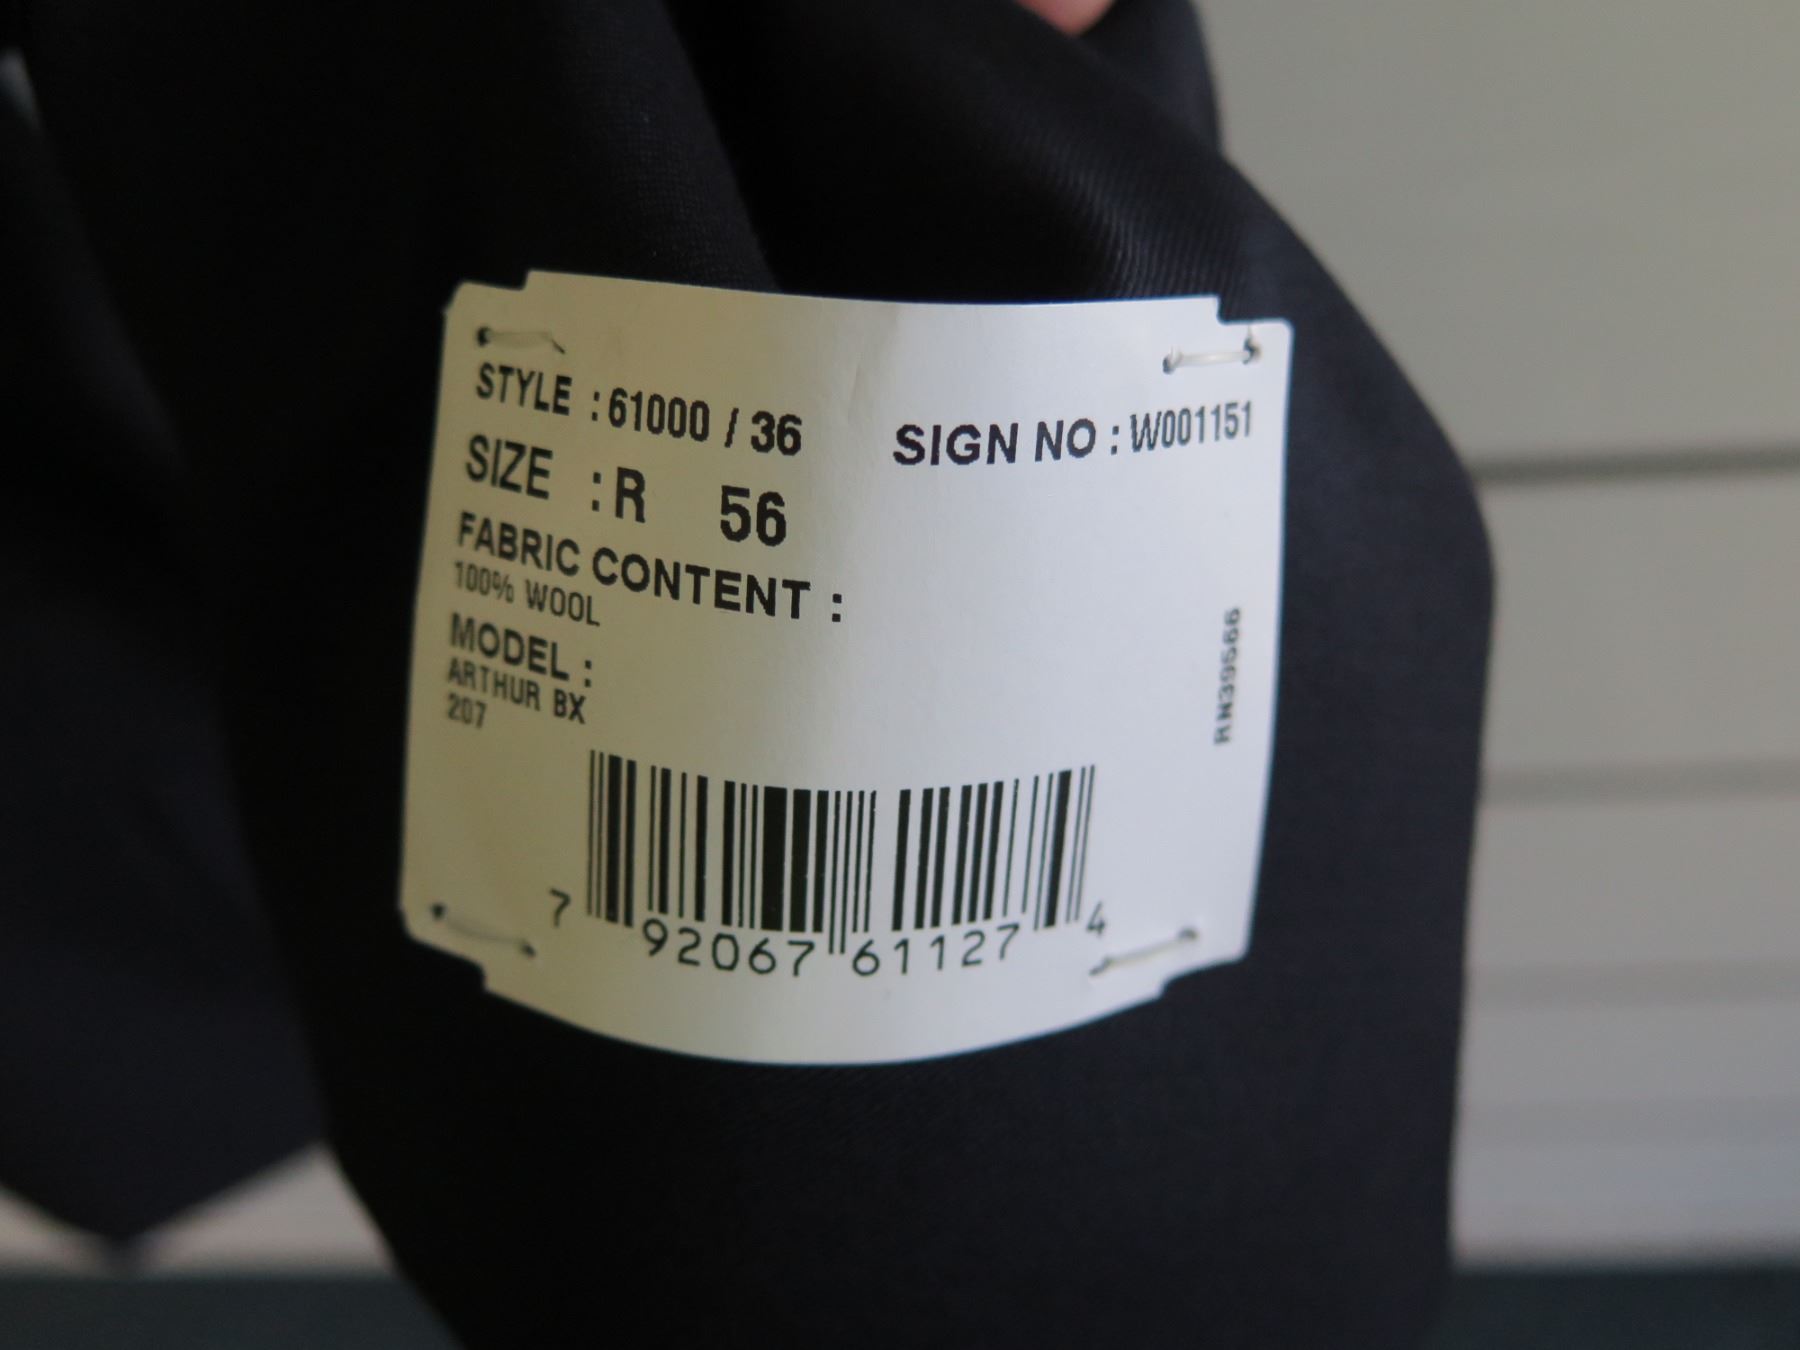 STYLE : 61000 / 36
SIGN NO : W001151
SIZE : R 56
FABRIC CONTENT :
100% WOOL
MODEL :
ARTHUR BX
207
RN39566
7 92067 61127 4